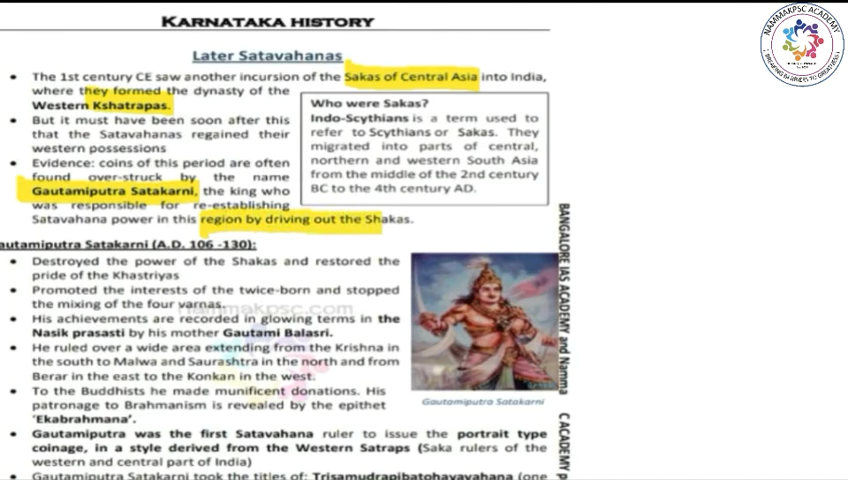 KARNATAKA HISTORY
NAMMAKPSC ACADEMY
Later Satavahanas
• The 1st century CE saw another incursion of the Sakas of Central Asia into India,
where they formed the dynasty of the
Western Kshatrapas.
• But it must have been soon after this
that the Satavahanas regained their
western possessions
• Evidence: coins of this period are often
found over-struck by the name
Gautamiputra Satakarni, the king who
was responsible for re-establishing
Satavahana power in this region by driving out the Shakas.
Who were Sakas?
Indo-Scythians is a term used to
refer to Scythians or Sakas. They
migrated into parts of central,
northern and western South Asia
from the middle of the 2nd century
BC to the 4th century AD.
autamiputra Satakarni (A.D. 106 -130):
• Destroyed the power of the Shakas and restored the
pride of the Khastriyas
• Promoted the interests of the twice-born and stopped
the mixing of the four varnas.
• His achievements are recorded in glowing terms in the
Nasik prasasti by his mother Gautami Balasri.
• He ruled over a wide area extending from the Krishna in
the south to Malwa and Saurashtra in the north and from
Berar in the east to the Konkan in the west.
• To the Buddhists he made munificent donations. His
patronage to Brahmanism is revealed by the epithet
'Ekabrahmana'.
Gautamiputra Satakarni
• Gautamiputra was the first Satavahana ruler to issue the portrait type
coinage, in a style derived from the Western Satraps (Saka rulers of the
western and central part of India)
• Gautamiputra Satakarni took the titles of: Trisamudrapibatohayavahana (one
nammakpsc.com
BANGALORE IAS ACADEMY and Namma C ACADEMY p